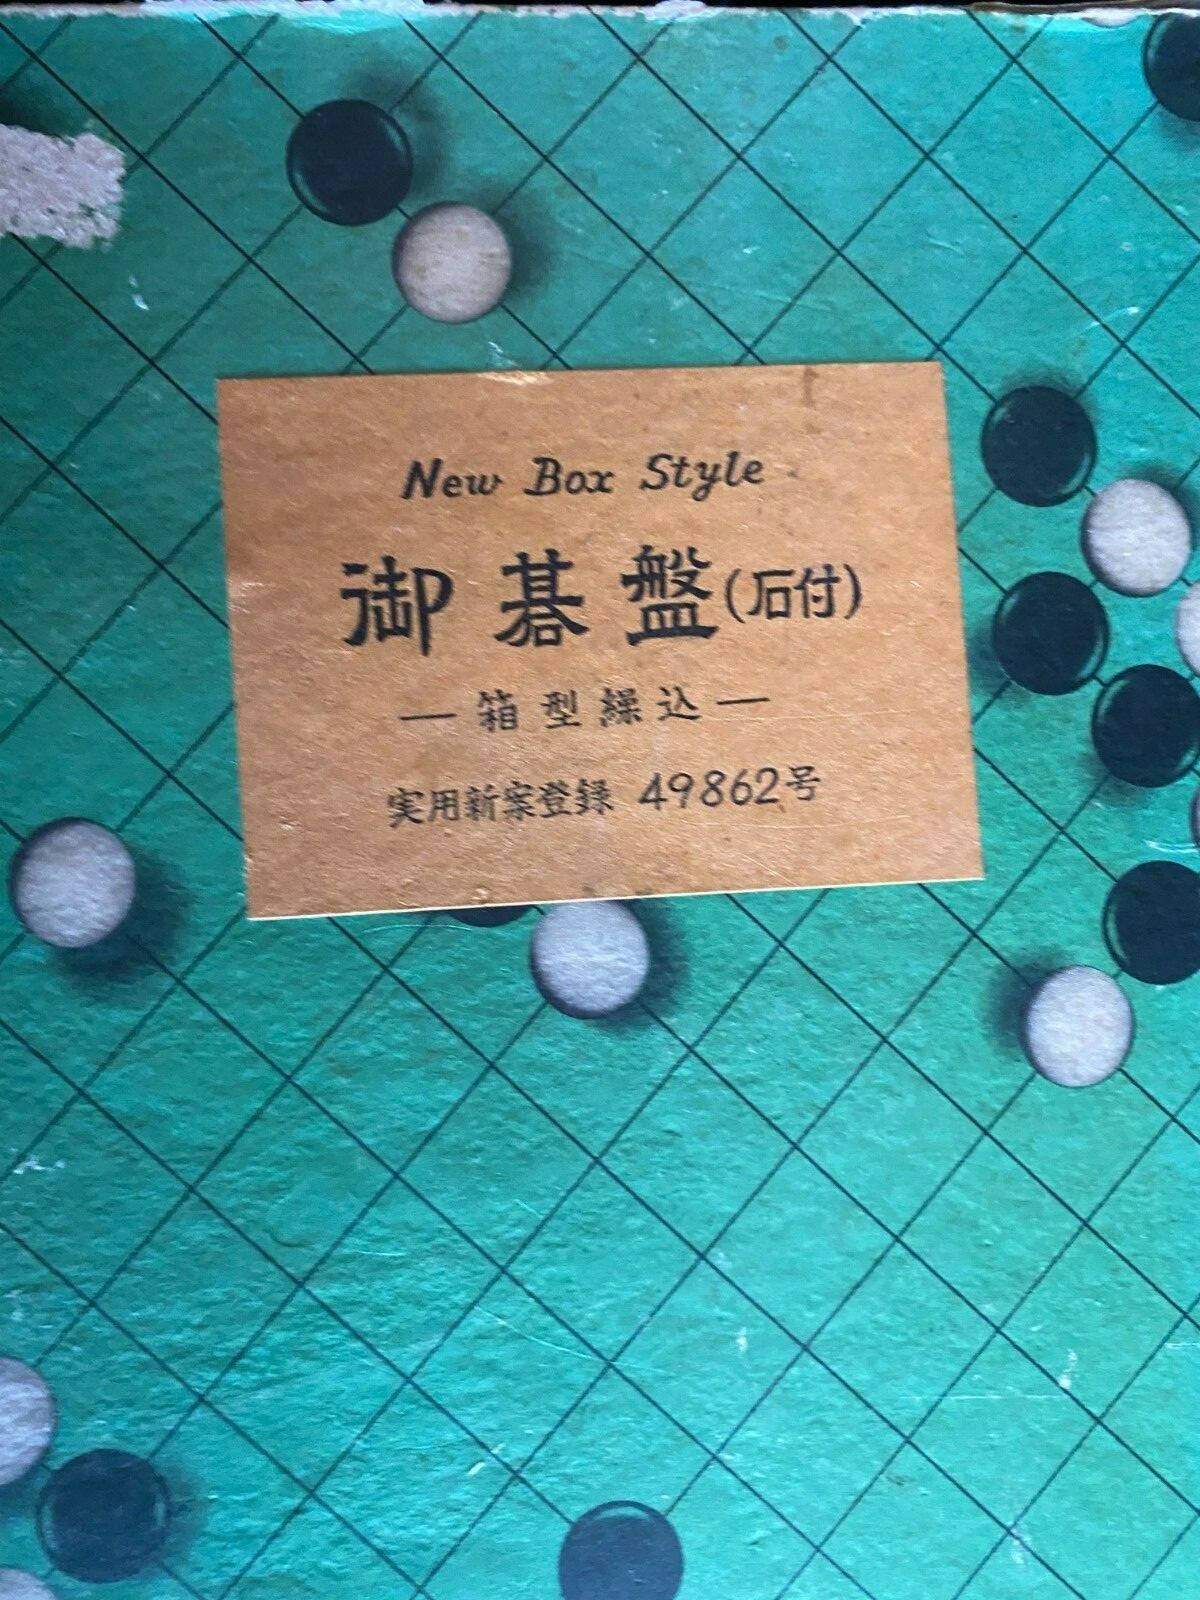 New Box Style
御碁盤(石付)
—箱型繰込—
実用新案登録 49862号